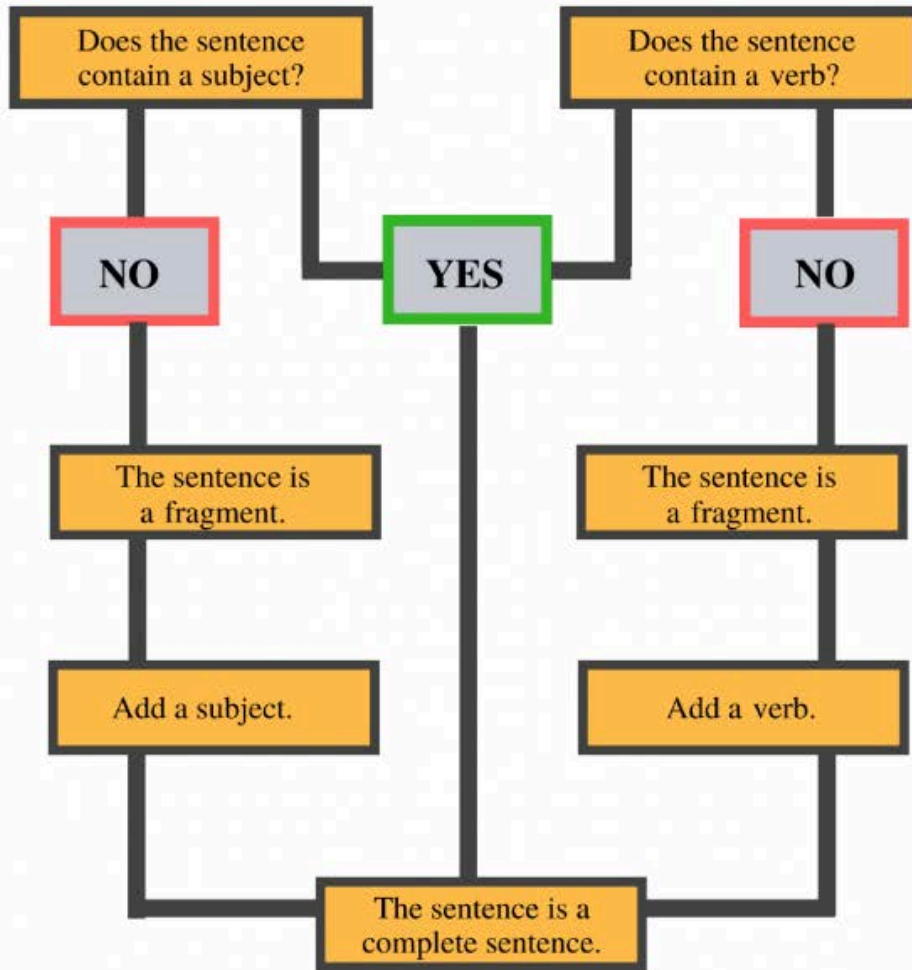 Does the sentence
contain a subject?
Does the sentence
contain a verb?
NO
YES
NO
The sentence is
a fragment.
The sentence is
a fragment.
Add a subject.
Add a verb.
The sentence is a
complete sentence.